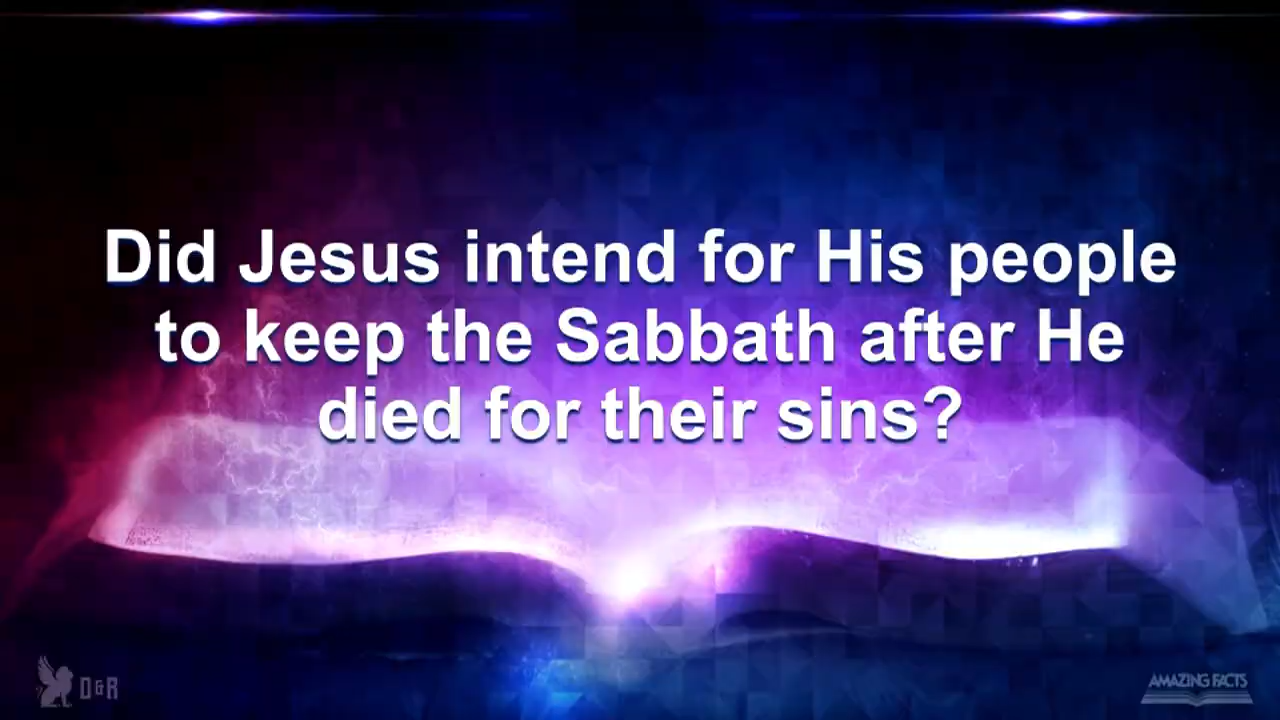 Did Jesus intend for His people
to keep the Sabbath after He
died for their sins?
D&R
AMAZING FACTS